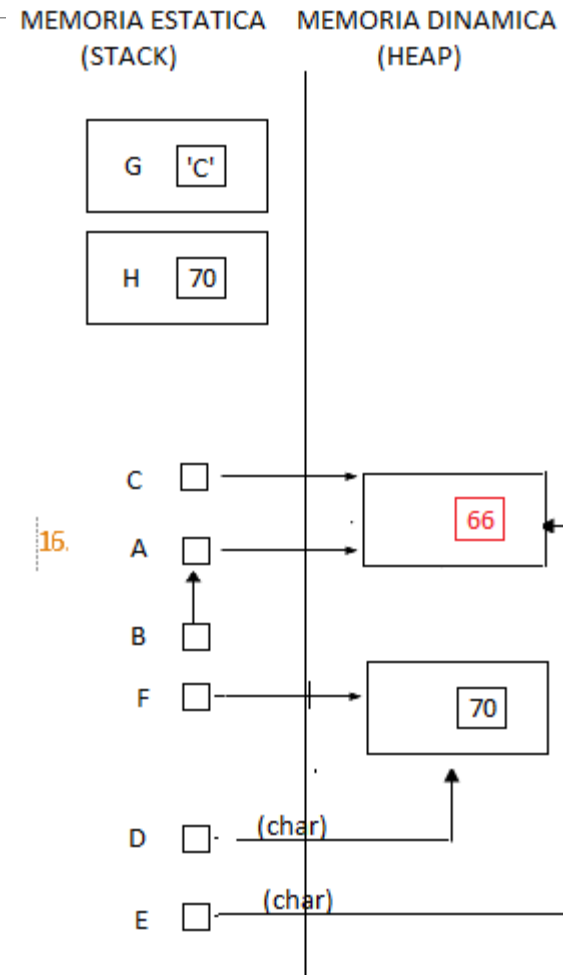 MEMORIA ESTATICA MEMORIA DINAMICA
(STACK) (HEAP)
G 'C'
H 70
C
66
15. A
B
F
70
D (char)
E (char)